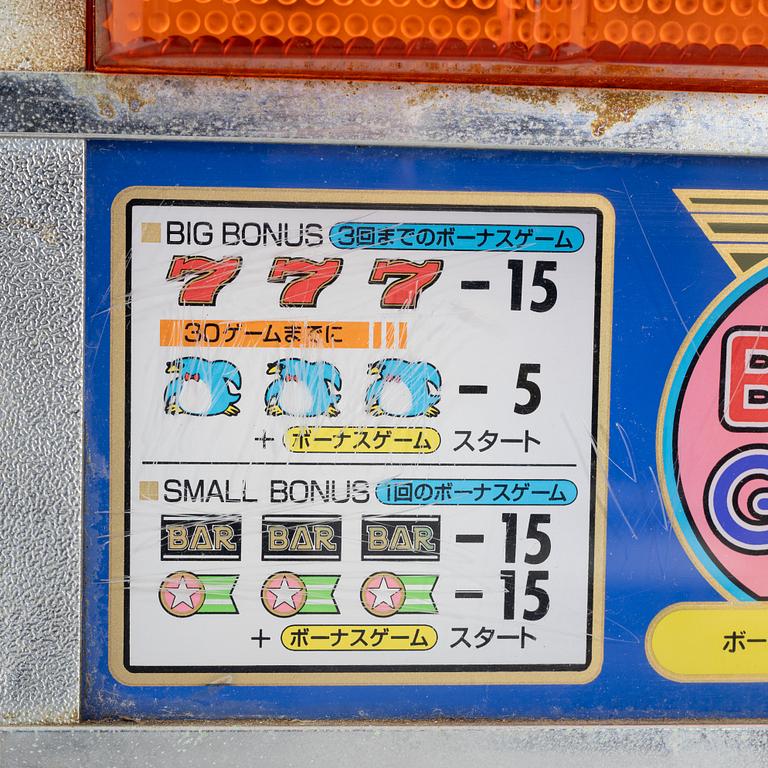 BIG BONUS 3回までのボーナスゲーム
7 7 7 - 15
30ゲームまでに
- 5
+ ボーナスゲーム スタート
SMALL BONUS 1回のボーナスゲーム
BAR BAR BAR - 15
- 15
+ ボーナスゲーム スタート
B
ボー